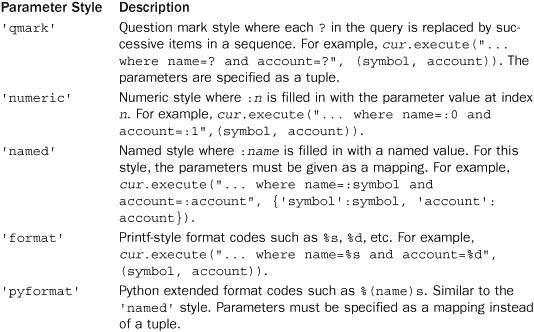 Parameter Style Description
'qmark' Question mark style where each ? in the query is replaced by suc-
cessive items in a sequence. For example, cur.execute("...
where name=? and account=?", (symbol, account)). The
parameters are specified as a tuple.
'numeric' Numeric style where :n is filled in with the parameter value at index
n. For example, cur.execute("... where name=:0 and
account=:1",(symbol, account)).
'named' Named style where :name is filled in with a named value. For this
style, the parameters must be given as a mapping. For example,
cur.execute("... where name=:symbol and
account=:account", {'symbol':symbol, 'account':
account}).
'format' Printf-style format codes such as %s, %d, etc. For example,
cur.execute("... where name=%s and account=%d",
(symbol, account)).
'pyformat' Python extended format codes such as %(name)s. Similar to the
'named' style. Parameters must be specified as a mapping instead
of a tuple.